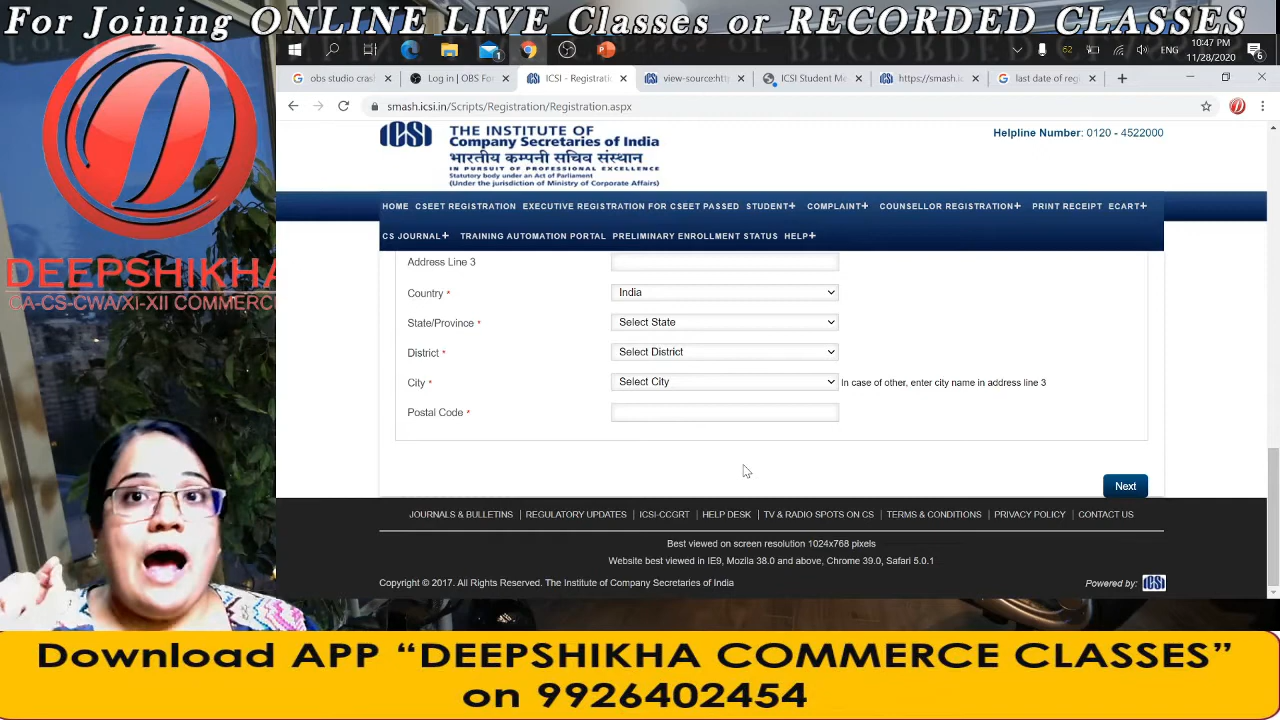 For Joining ONLINE LIVE Classes or RECORDED CLASSES
1
62
ENG
10:47 PM
11/28/2020
6
obs studio crash
Log in | OBS For
ICSI - Registrati
view-source:http
ICSI Student Me
https://smash.ic
last date of regi
smash.icsi.in/Scripts/Registration/Registration.aspx
D
ICSI
THE INSTITUTE OF
Company Secretaries of India
भारतीय कम्पनी सचिव संस्थान
IN PURSUIT OF PROFESSIONAL EXCELLENCE
Statutory body under an Act of Parliament
(Under the jurisdiction of Ministry of Corporate Affairs)
Helpline Number: 0120 - 4522000
HOME CSEET REGISTRATION EXECUTIVE REGISTRATION FOR CSEET PASSED STUDENT+ COMPLAINT+ COUNSELLOR REGISTRATION+ PRINT RECEIPT ECART+
CS JOURNAL+ TRAINING AUTOMATION PORTAL PRELIMINARY ENROLLMENT STATUS HELP+
DEEPSHIKHA
CA-CS-CWA/XI-XII COMMERCE
Address Line 3
Country * India
State/Province * Select State
District * Select District
City * Select City In case of other, enter city name in address line 3
Postal Code *
Next
JOURNALS & BULLETINS | REGULATORY UPDATES | ICSI-CCGRT | HELP DESK | TV & RADIO SPOTS ON CS | TERMS & CONDITIONS | PRIVACY POLICY | CONTACT US
Best viewed on screen resolution 1024x768 pixels
Website best viewed in IE9, Mozila 38.0 and above, Chrome 39.0, Safari 5.0.1
Copyright © 2017. All Rights Reserved. The Institute of Company Secretaries of India
Powered by: ICSI
Download APP “DEEPSHIKHA COMMERCE CLASSES”
on 9926402454